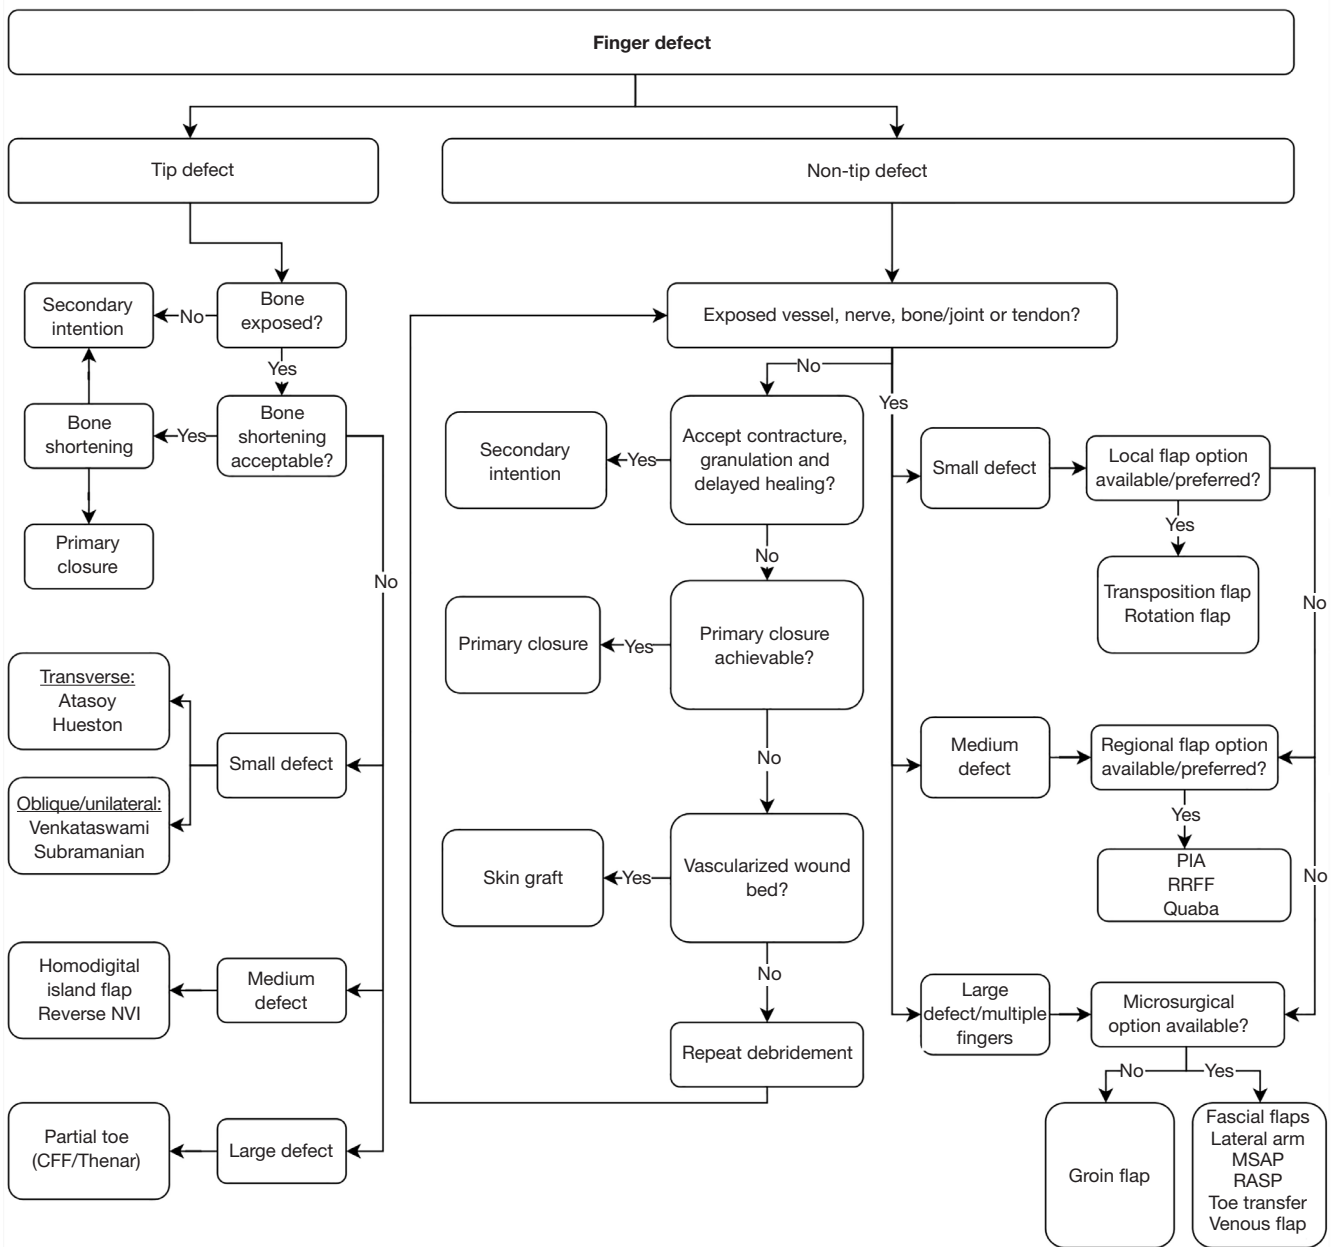 Finger defect
Tip defect
Non-tip defect
Secondary
intention
No
Bone
exposed?
Yes
Bone
shortening
Yes
Bone
shortening
acceptable?
Primary
closure
No
Transverse:
Atasoy
Hueston
Oblique/unilateral:
Venkataswami
Subramanian
Small defect
Homodigital
island flap
Reverse NVI
Medium
defect
Partial toe
(CFF/Thenar)
Large defect
Exposed vessel, nerve, bone/joint or tendon?
No
Yes
Secondary
intention
Yes
Accept contracture,
granulation and
delayed healing?
No
Primary closure
Yes
Primary closure
achievable?
No
Skin graft
Yes
Vascularized wound
bed?
No
Repeat debridement
Small defect
Local flap option
available/preferred?
Yes
Transposition flap
Rotation flap
No
Medium
defect
Regional flap option
available/preferred?
Yes
PIA
RRFF
Quaba
No
Large
defect/multiple
fingers
Microsurgical
option available?
No
Yes
Groin flap
Fascial flaps
Lateral arm
MSAP
RASP
Toe transfer
Venous flap